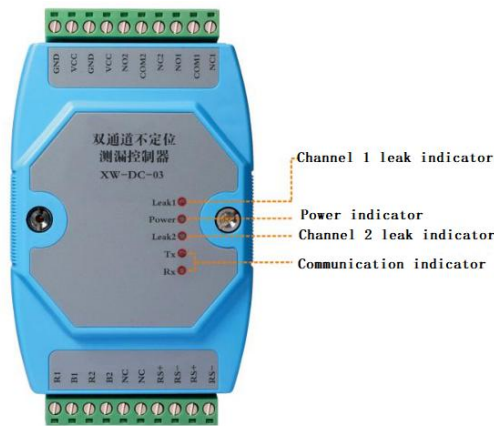 GND VCC GND VCC NO2 COM2 NC2 NO1 COM1 NC1
双通道不定位
测漏控制器
XW-DC-03
Leak1
Power
Leak2
Tx
Rx
Channel 1 leak indicator
Power indicator
Channel 2 leak indicator
Communication indicator
R1 B1 R2 B2 NC NC RS+ RS- RS+ RS-